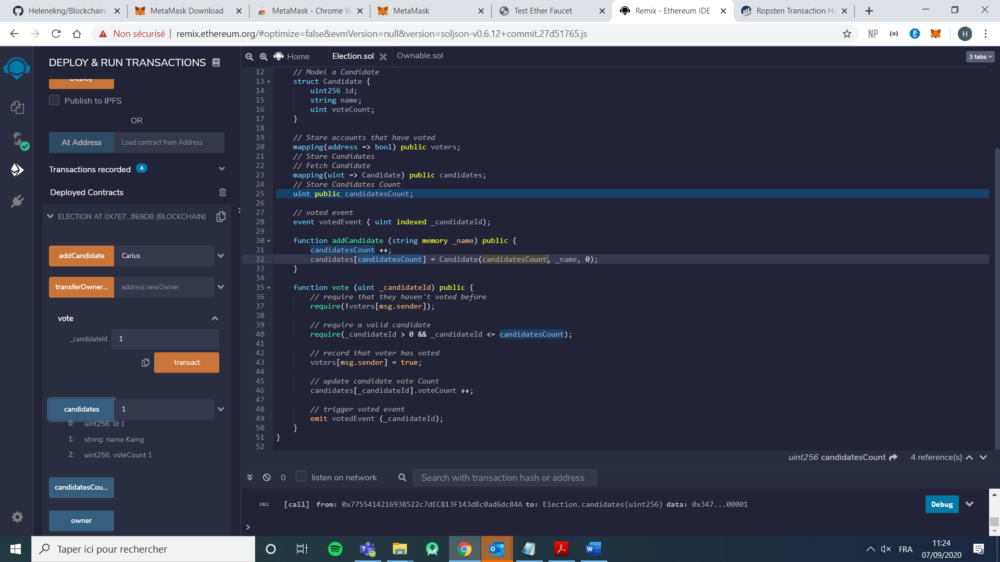 Helenekng/Blockchain-
MetaMask Download
MetaMask - Chrome W
MetaMask
Test Ether Faucet
Remix - Ethereum IDE
Ropsten Transaction Ha
Non sécurisé
remix.ethereum.org/#optimize=false&evmVersion=null&version=soljson-v0.6.12+commit.27d51765.js
NP
H
DEPLOY & RUN TRANSACTIONS
Deploy
Publish to IPFS
OR
At Address
Load contract from Address
Transactions recorded 4
Deployed Contracts
ELECTION AT 0X7E7...869DB (BLOCKCHAIN)
addCandidate
Carius
transferOwner...
address newOwner
vote
_candidateId:
1
transact
candidates
1
0: uint256: id 1
1: string: name Kaing
2: uint256: voteCount 1
candidatesCou...
owner
Home
Election.sol
Ownable.sol
3 tabs
12 // Model a Candidate
13 struct Candidate {
14 uint256 id;
15 string name;
16 uint voteCount;
17 }
18
19 // Store accounts that have voted
20 mapping(address => bool) public voters;
21 // Store Candidates
22 // Fetch Candidate
23 mapping(uint => Candidate) public candidates;
24 // Store Candidates Count
25 uint public candidatesCount;
26
27 // voted event
28 event votedEvent ( uint indexed _candidateId);
29
30 function addCandidate (string memory _name) public {
31 candidatesCount ++;
32 candidates[candidatesCount] = Candidate(candidatesCount, _name, 0);
33 }
34
35 function vote (uint _candidateId) public {
36 // require that they haven't voted before
37 require(!voters[msg.sender]);
38
39 // require a valid candidate
40 require(_candidateId > 0 && _candidateId <= candidatesCount);
41
42 // record that voter has voted
43 voters[msg.sender] = true;
44
45 // update candidate vote Count
46 candidates[_candidateId].voteCount ++;
47
48 // trigger voted event
49 emit votedEvent (_candidateId);
50 }
51 }
52
uint256 candidatesCount
4 reference(s)
0
listen on network
Search with transaction hash or address
CALL
[call] from: 0x7755414216938522c7dEC813F143dBc0ad6dc84A to: Election.candidates(uint256) data: 0x347...00001
Debug
>
Taper ici pour rechercher
FRA
11:24
07/09/2020